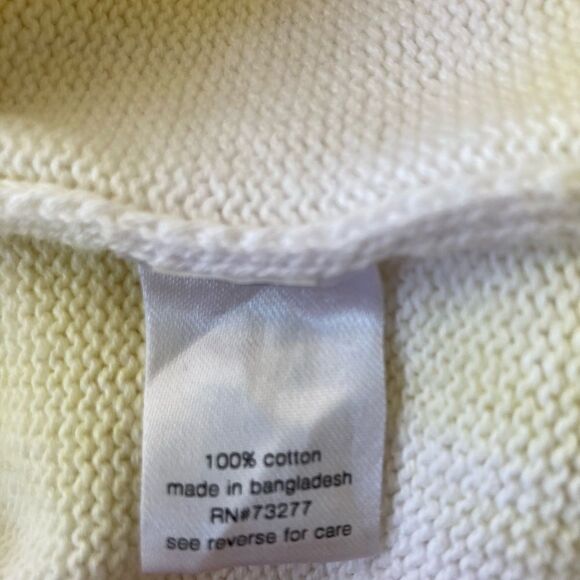 100% cotton
made in bangladesh
RN#73277
see reverse for care